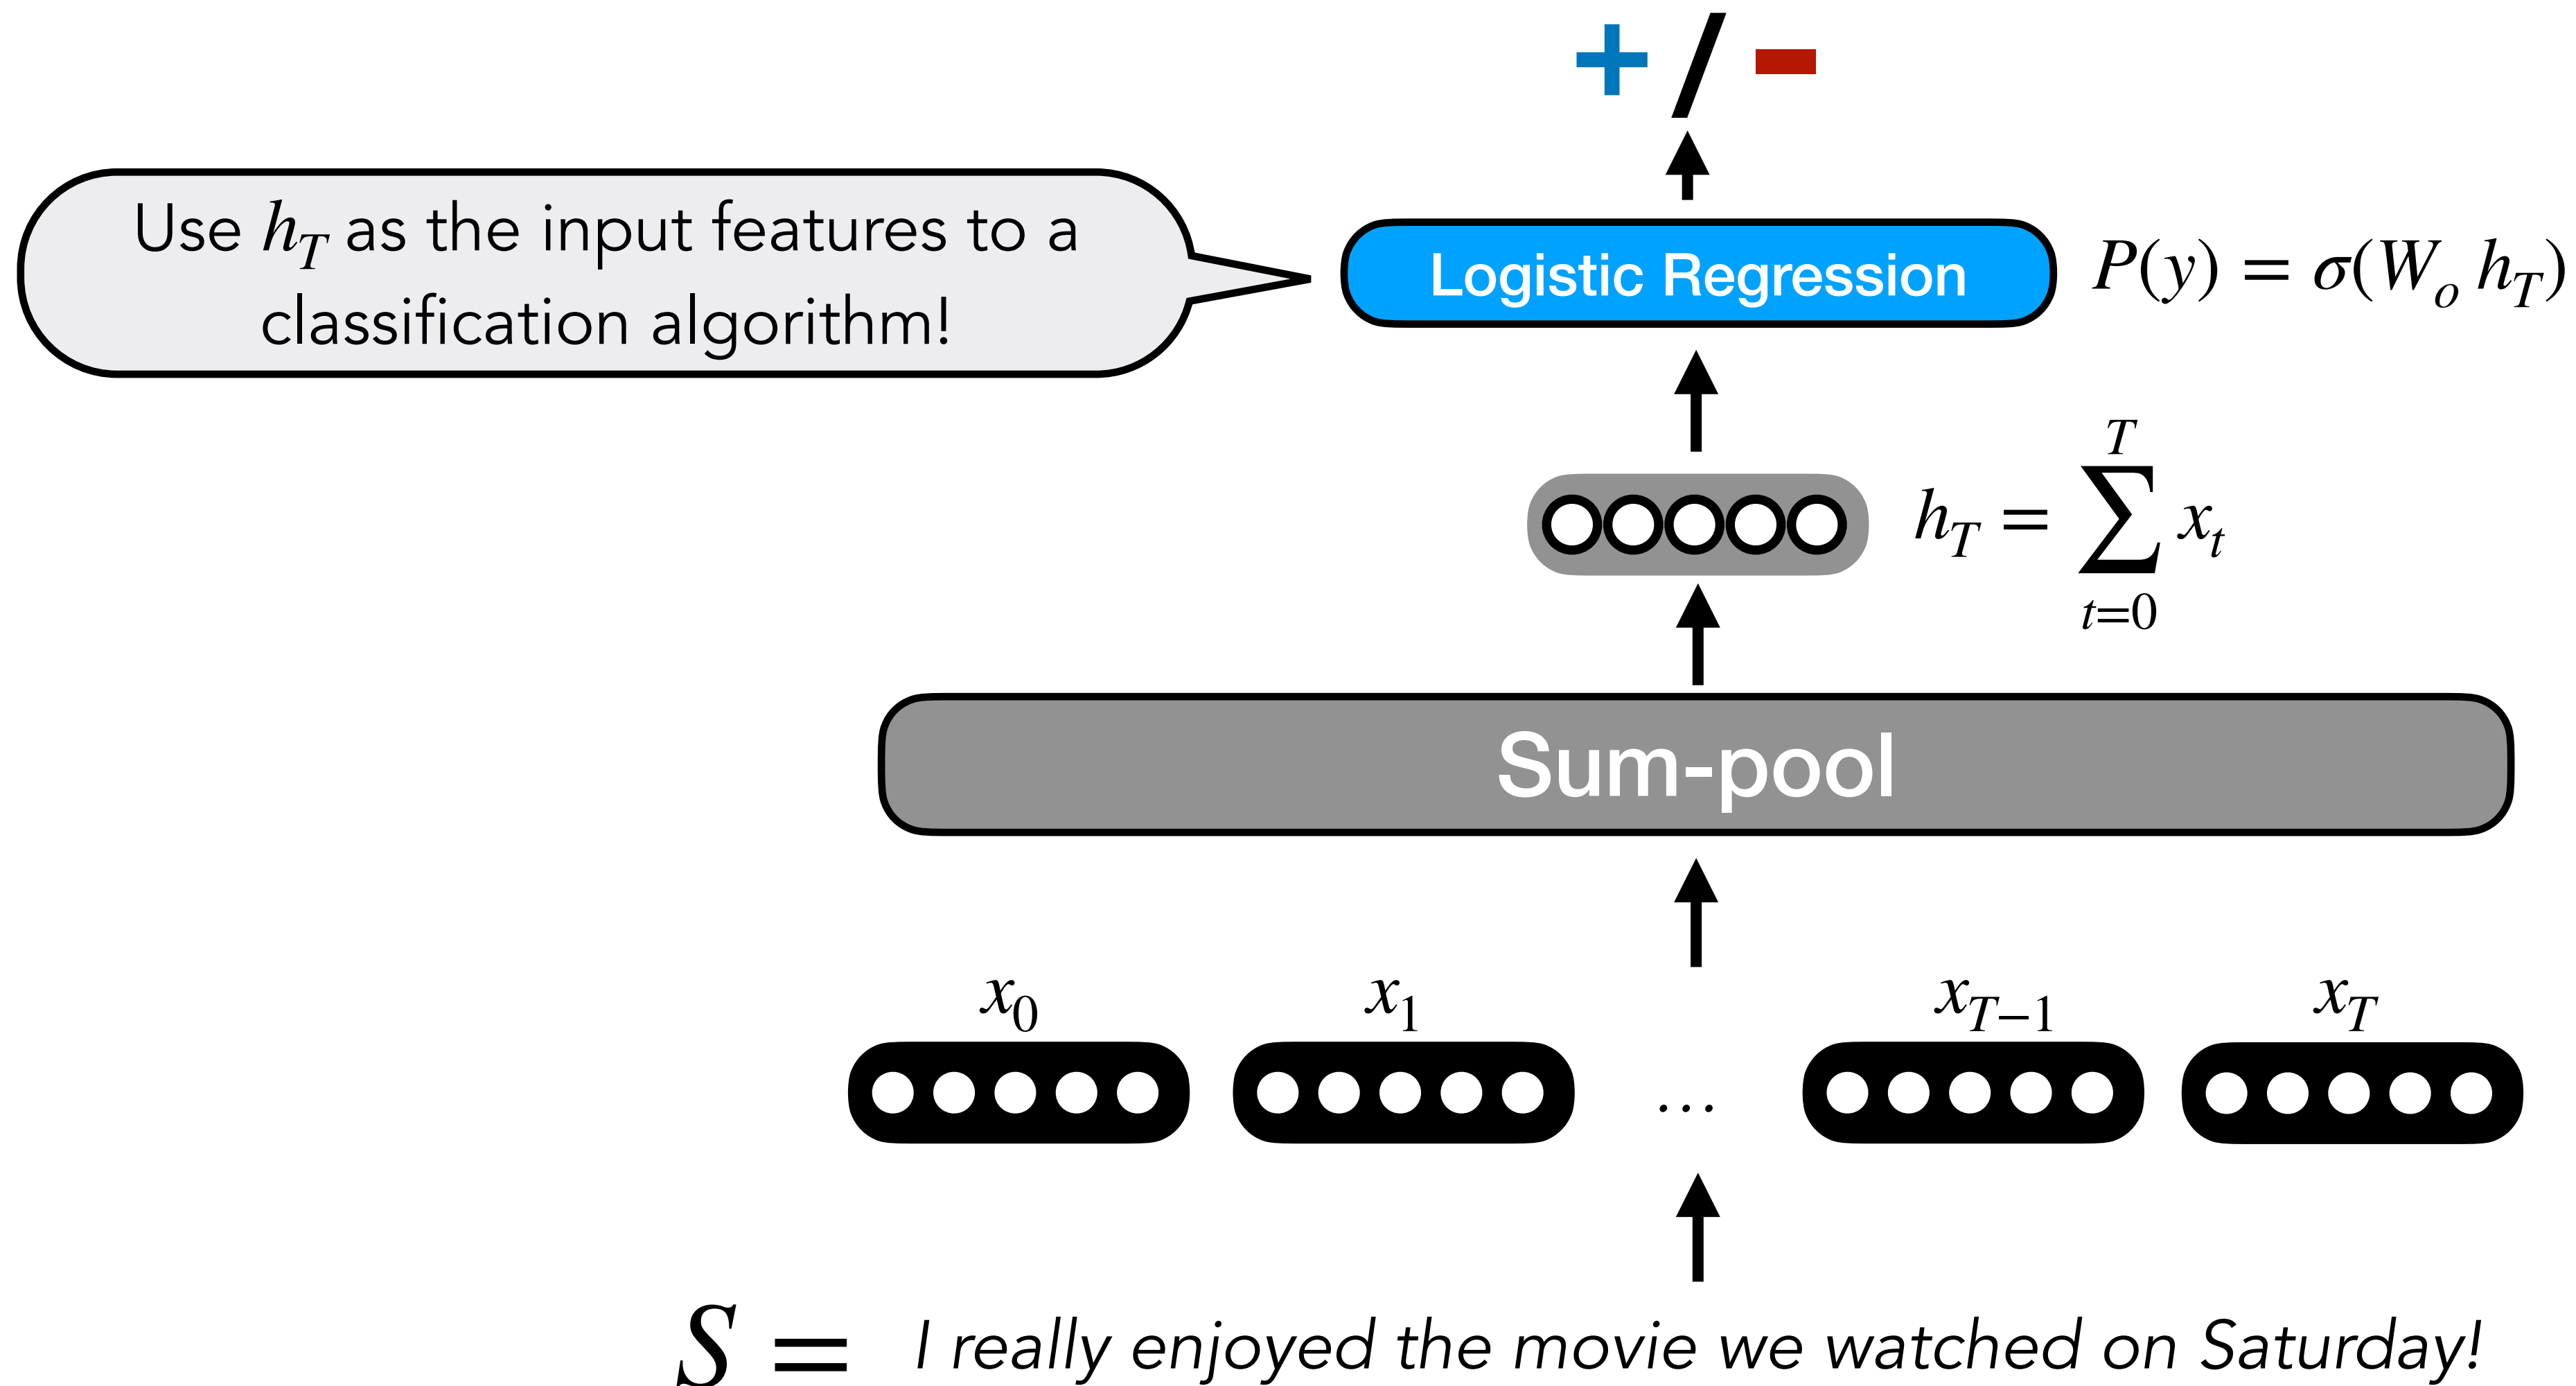 +/-
Use h_T as the input features to a
classification algorithm!
Logistic Regression
P(y) = σ(W_o h_T)
h_T = ∑_{t=0}^{T} x_t
Sum-pool
x_0 x_1 x_{T−1} x_T
...
S = I really enjoyed the movie we watched on Saturday!